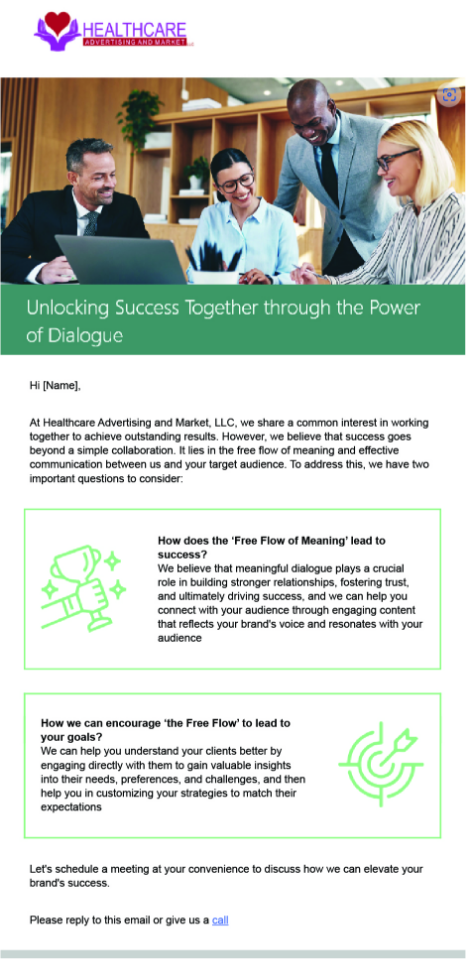 HEALTHCARE
ADVERTISING AND MARKET
Unlocking Success Together through the Power
of Dialogue
Hi [Name],
At Healthcare Advertising and Market, LLC, we share a common interest in working
together to achieve outstanding results. However, we believe that success goes
beyond a simple collaboration. It lies in the free flow of meaning and effective
communication between us and your target audience. To address this, we have two
important questions to consider:
How does the ‘Free Flow of Meaning’ lead to
success?
We believe that meaningful dialogue plays a crucial
role in building stronger relationships, fostering trust,
and ultimately driving success, and we can help you
connect with your audience through engaging content
that reflects your brand's voice and resonates with your
audience
How we can encourage ‘the Free Flow’ to lead to
your goals?
We can help you understand your clients better by
engaging directly with them to gain valuable insights
into their needs, preferences, and challenges, and then
help you in customizing your strategies to match their
expectations
Let's schedule a meeting at your convenience to discuss how we can elevate your
brand's success.
Please reply to this email or give us a call